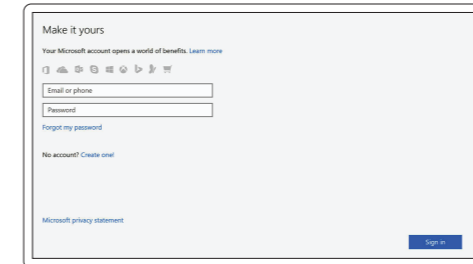 Make it yours
Your Microsoft account opens a world of benefits. Learn more
Email or phone
Password
Forgot my password
No account? Create one!
Microsoft privacy statement
Sign in